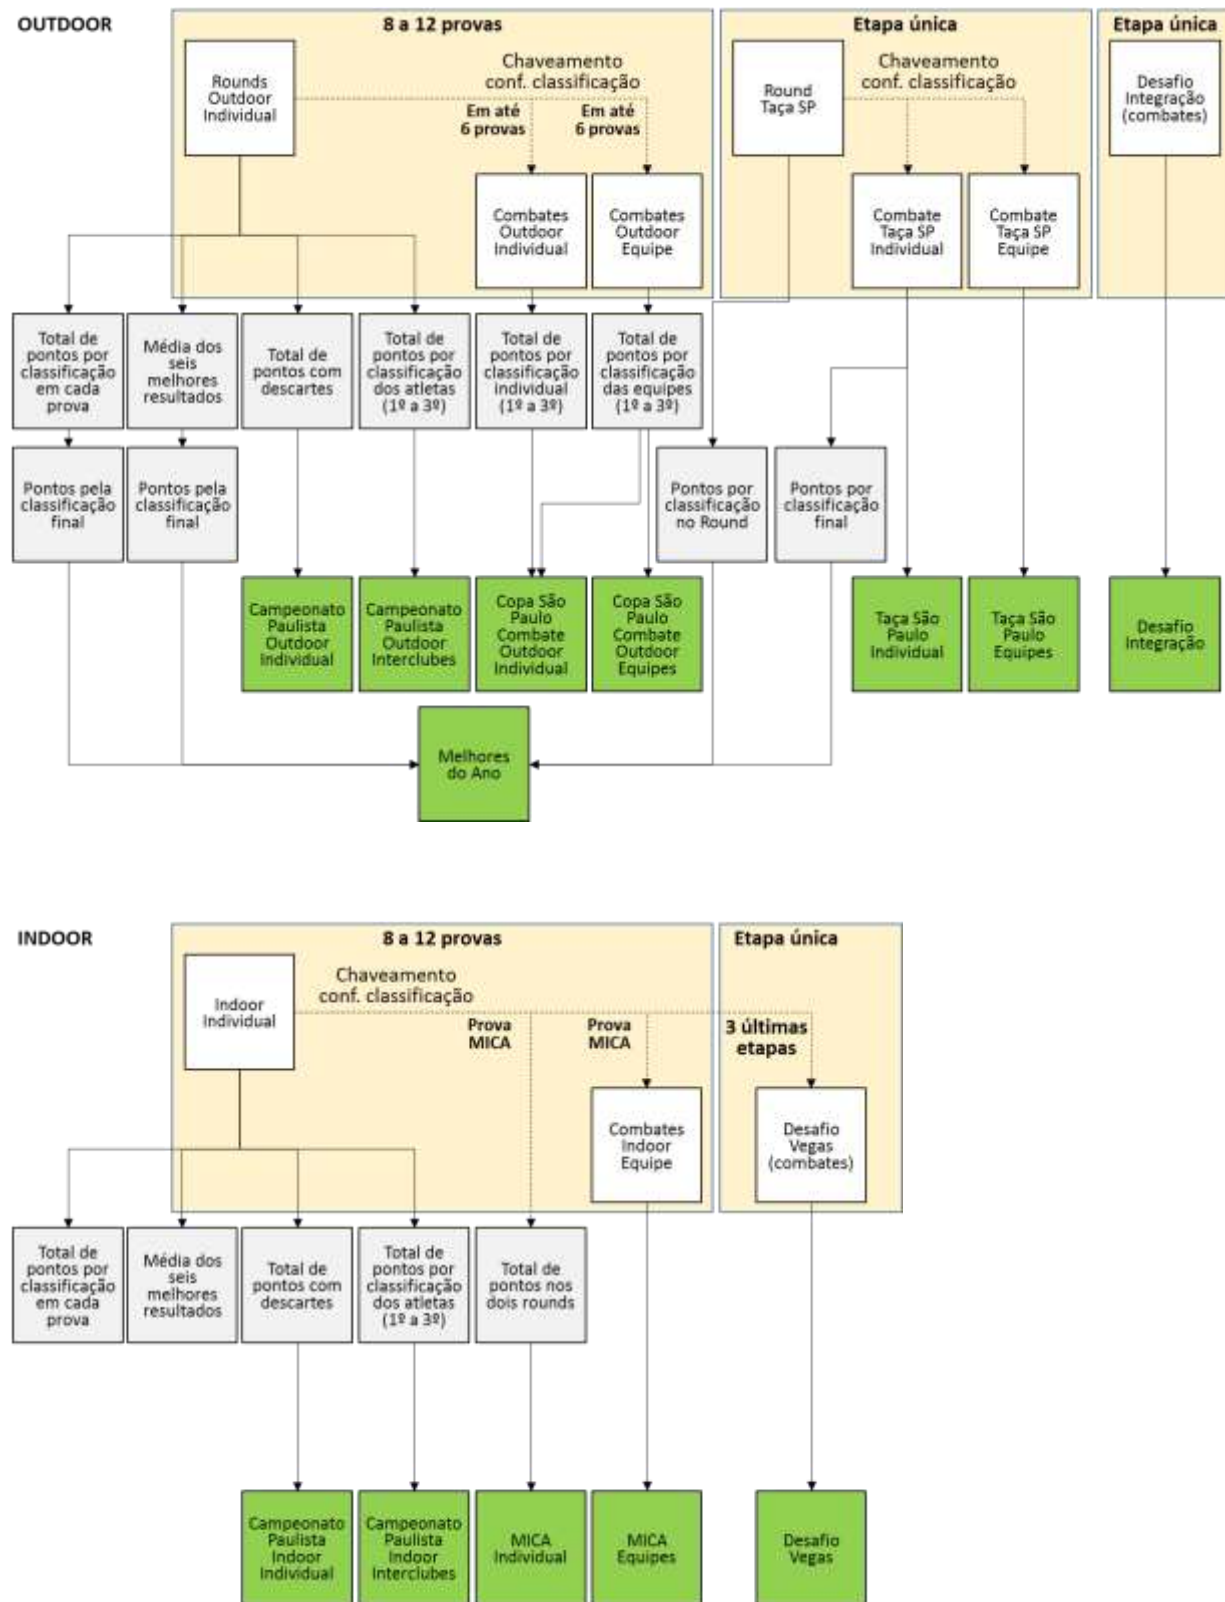 OUTDOOR
8 a 12 provas
Etapa única
Etapa única
Rounds
Outdoor
Individual
Chaveamento
conf. classificação
Em até
6 provas
Em até
6 provas
Round
Taça SP
Chaveamento
conf. classificação
Desafio
Integração
(combates)
Combates
Outdoor
Individual
Combates
Outdoor
Equipe
Combate
Taça SP
Individual
Combate
Taça SP
Equipe
Total de
pontos por
classificação
em cada
prova
Média dos
seis
melhores
resultados
Total de
pontos com
descartes
Total de
pontos por
classificação
dos atletas
(1º a 3º)
Total de
pontos por
classificação
individual
(1º a 3º)
Total de
pontos por
classificação
das equipes
(1º a 3º)
Pontos pela
classificação
final
Pontos pela
classificação
final
Pontos por
classificação
no Round
Pontos por
classificação
final
Campeonato
Paulista
Outdoor
Individual
Campeonato
Paulista
Outdoor
Interclubes
Copa São
Paulo
Combate
Outdoor
Individual
Copa São
Paulo
Combate
Outdoor
Equipes
Taça São
Paulo
Individual
Taça São
Paulo
Equipes
Desafio
Integração
Melhores
do Ano
INDOOR
8 a 12 provas
Etapa única
Indoor
Individual
Chaveamento
conf. classificação
Prova
MICA
Prova
MICA
3 últimas
etapas
Combates
Indoor
Equipe
Desafio
Vegas
(combates)
Total de
pontos por
classificação
em cada
prova
Média dos
seis
melhores
resultados
Total de
pontos com
descartes
Total de
pontos por
classificação
dos atletas
(1º a 3º)
Total de
pontos nos
dois rounds
Campeonato
Paulista
Indoor
Individual
Campeonato
Paulista
Indoor
Interclubes
MICA
Individual
MICA
Equipes
Desafio
Vegas